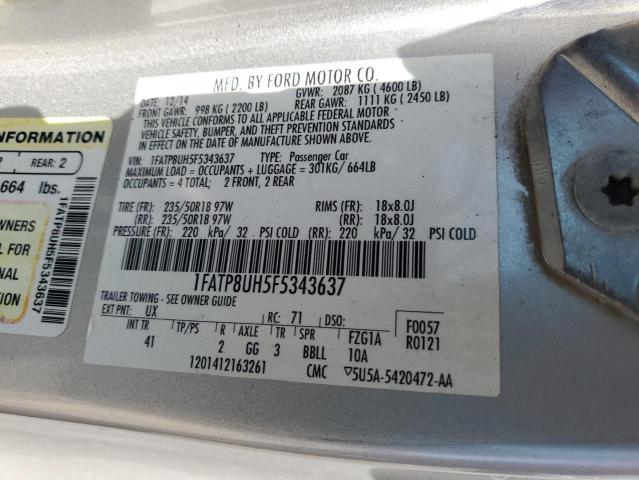 MFD. BY FORD MOTOR CO.
DATE: 12/14 GVWR: 2087 KG ( 4600 LB)
FRONT GAWR: 998 KG ( 2200 LB) REAR GAWR: 1111 KG ( 2450 LB)
THIS VEHICLE CONFORMS TO ALL APPLICABLE FEDERAL MOTOR
VEHICLE SAFETY, BUMPER, AND THEFT PREVENTION STANDARDS
IN EFFECT ON THE DATE OF MANUFACTURE SHOWN ABOVE.
VIN: 1FATP8UH5F5343637 TYPE: Passenger Car
MAXIMUM LOAD = OCCUPANTS + LUGGAGE = 301KG/ 664LB
OCCUPANTS = 4 TOTAL; 2 FRONT, 2 REAR
TIRE (FR): 235/50R18 97W RIMS (FR): 18x8.0J
(RR): 235/50R18 97W (RR): 18x8.0J
PRESSURE (FR): 220 kPa/ 32 PSI COLD (RR): 220 kPa/ 32 PSI COLD
1FATP8UH5F5343637
TRAILER TOWING - SEE OWNER GUIDE
EXT PNT: UX RC: 71 DSO: F0057
INT TR TP/PS R AXLE TR SPR FZG1A R0121
41 2 GG 3 BBLL 10A
1201412163261 CMC ▽5U5A-5420472-AA
INFORMATION
2 REAR: 2
664 lbs.
OWNERS
L FOR
NAL
ION
1FATP8UH5F5343637